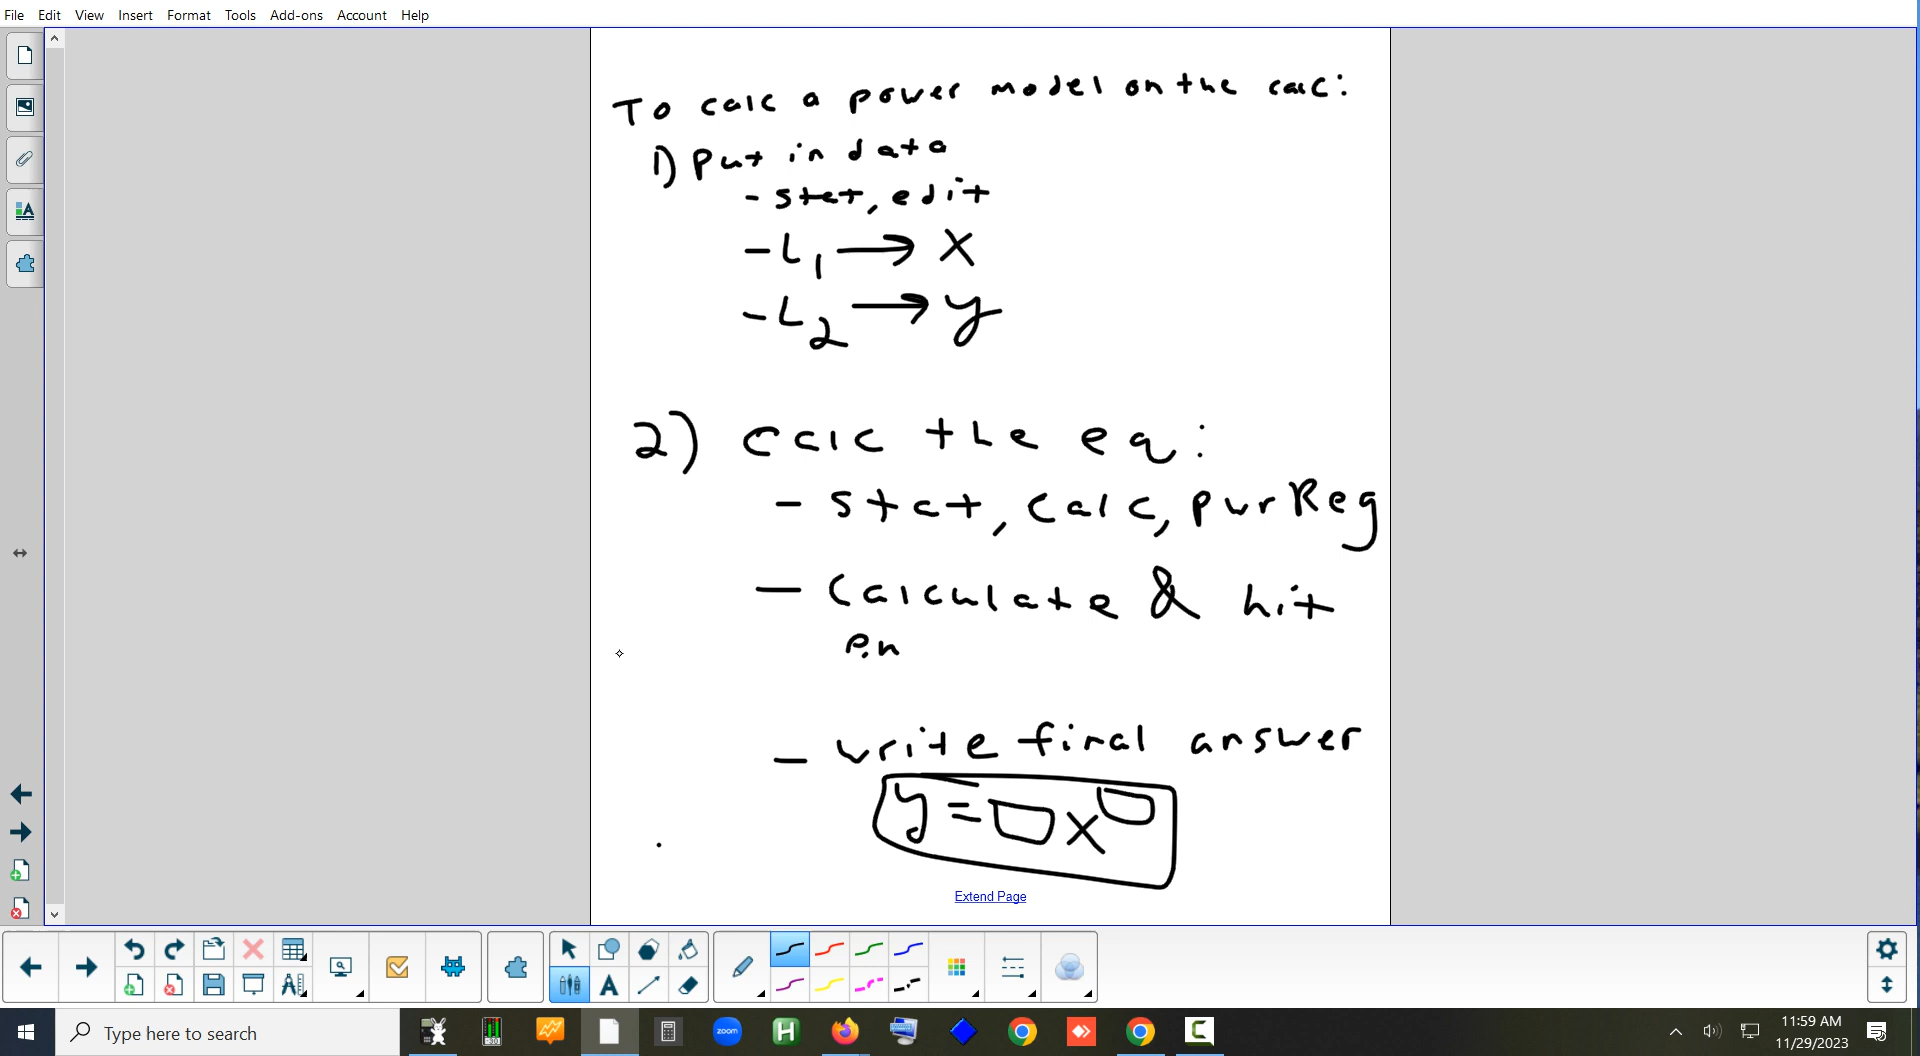 File Edit View Insert Format Tools Add-ons Account Help
To calc a power model on the calc:
1) Put in data
- stat, edit
- L1 → X
- L2 → y
2) calc the eq:
- stat, calc, pwrReg
- calculate & hit
en
- write final answer
y = □x□
Extend Page
zoom
Type here to search
11:59 AM
11/29/2023